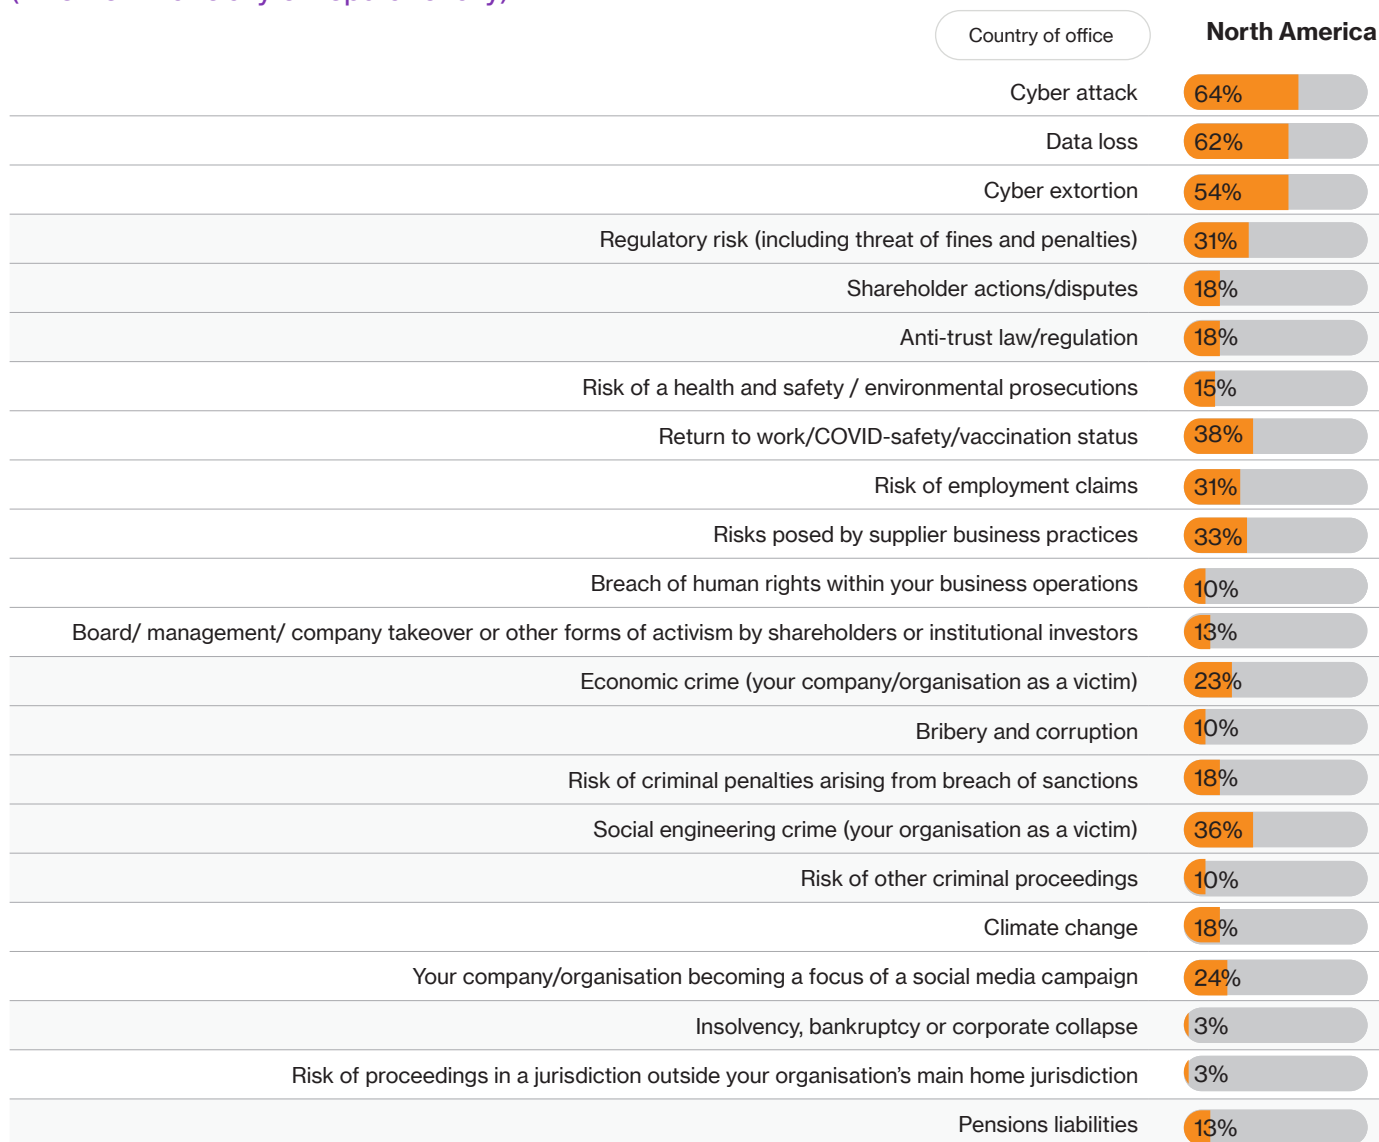 Country of office North America
Cyber attack 64%
Data loss 62%
Cyber extortion 54%
Regulatory risk (including threat of fines and penalties) 31%
Shareholder actions/disputes 18%
Anti-trust law/regulation 18%
Risk of a health and safety / environmental prosecutions 15%
Return to work/COVID-safety/vaccination status 38%
Risk of employment claims 31%
Risks posed by supplier business practices 33%
Breach of human rights within your business operations 10%
Board/ management/ company takeover or other forms of activism by shareholders or institutional investors 13%
Economic crime (your company/organisation as a victim) 23%
Bribery and corruption 10%
Risk of criminal penalties arising from breach of sanctions 18%
Social engineering crime (your organisation as a victim) 36%
Risk of other criminal proceedings 10%
Climate change 18%
Your company/organisation becoming a focus of a social media campaign 24%
Insolvency, bankruptcy or corporate collapse 3%
Risk of proceedings in a jurisdiction outside your organisation's main home jurisdiction 3%
Pensions liabilities 13%